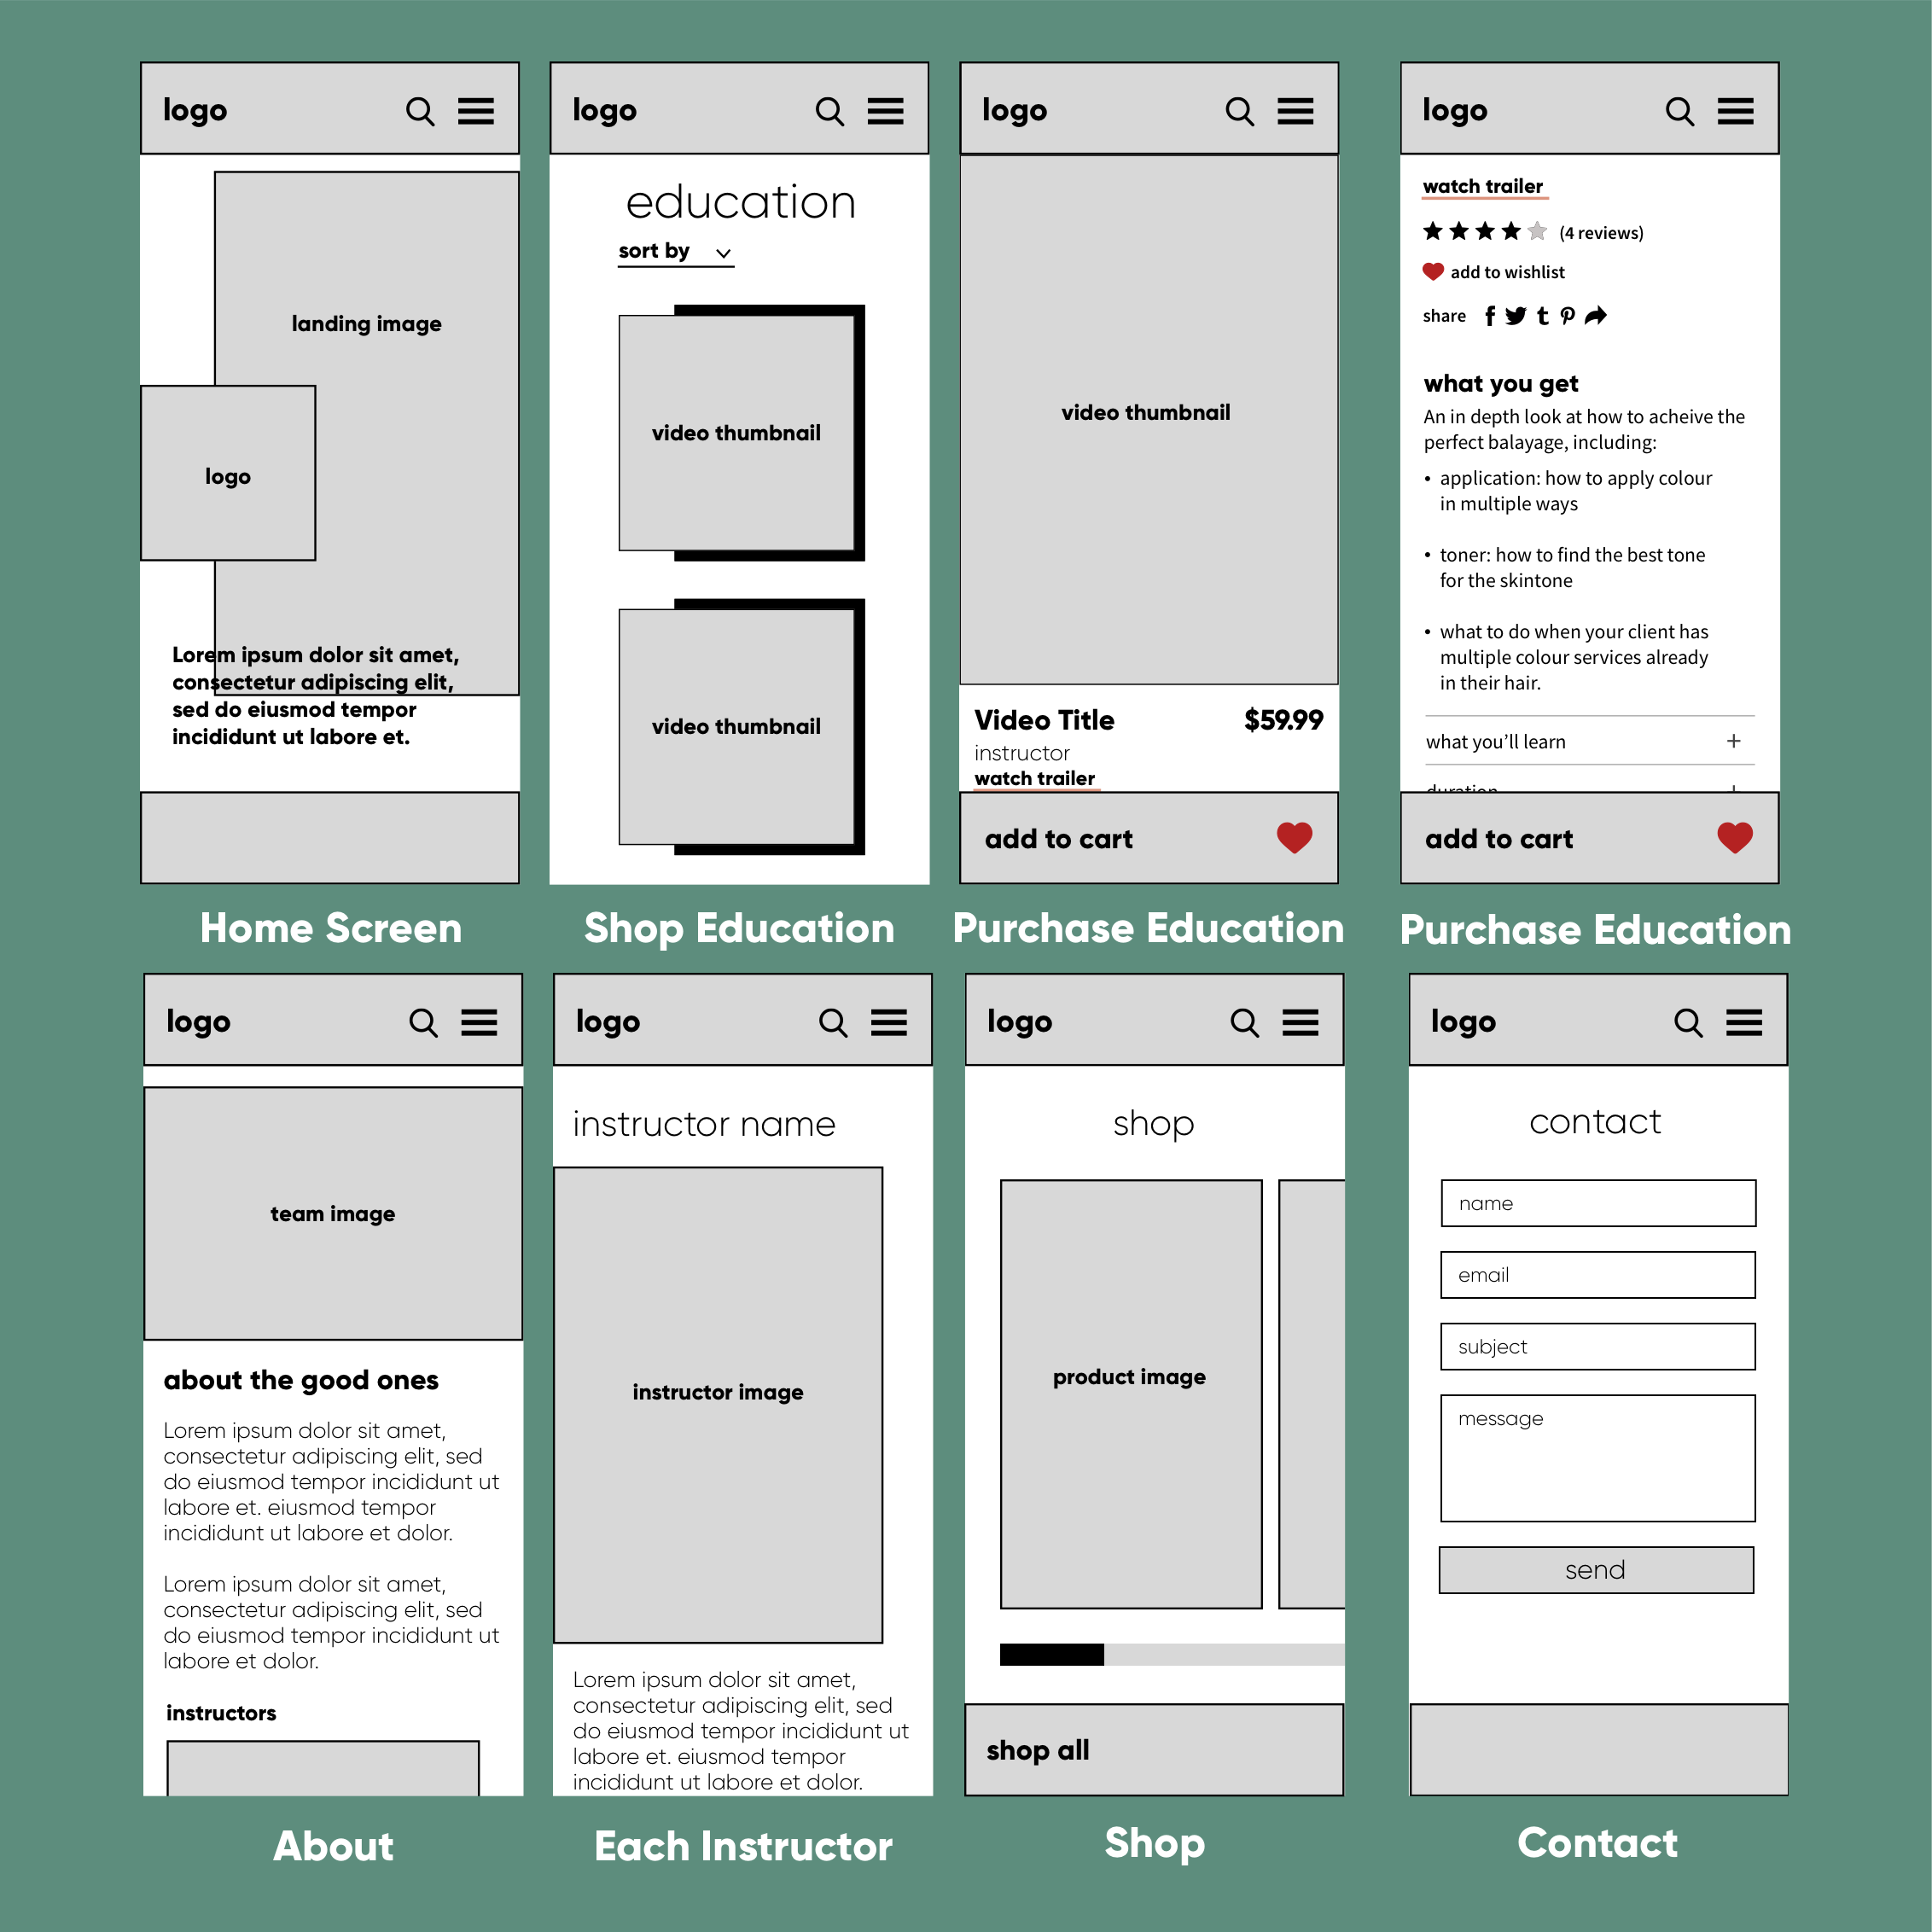 logo
landing image
logo
Lorem ipsum dolor sit amet,
consectetur adipiscing elit,
sed do eiusmod tempor
incididunt ut labore et.
Home Screen
logo
education
sort by
video thumbnail
video thumbnail
Shop Education
logo
video thumbnail
Video Title $59.99
instructor
watch trailer
add to cart
Purchase Education
logo
watch trailer
(4 reviews)
add to wishlist
share
what you get
An in depth look at how to acheive the
perfect balayage, including:
• application: how to apply colour
in multiple ways
• toner: how to find the best tone
for the skintone
• what to do when your client has
multiple colour services already
in their hair.
what you'll learn +
duration +
add to cart
Purchase Education
logo
team image
about the good ones
Lorem ipsum dolor sit amet,
consectetur adipiscing elit, sed
do eiusmod tempor incididunt ut
labore et. eiusmod tempor
incididunt ut labore et dolor.
Lorem ipsum dolor sit amet,
consectetur adipiscing elit, sed
do eiusmod tempor incididunt ut
labore et dolor.
instructors
About
logo
instructor name
instructor image
Lorem ipsum dolor sit amet,
consectetur adipiscing elit, sed
do eiusmod tempor incididunt ut
labore et. eiusmod tempor
incididunt ut labore et dolor.
Each Instructor
logo
shop
product image
shop all
Shop
logo
contact
name
email
subject
message
send
Contact